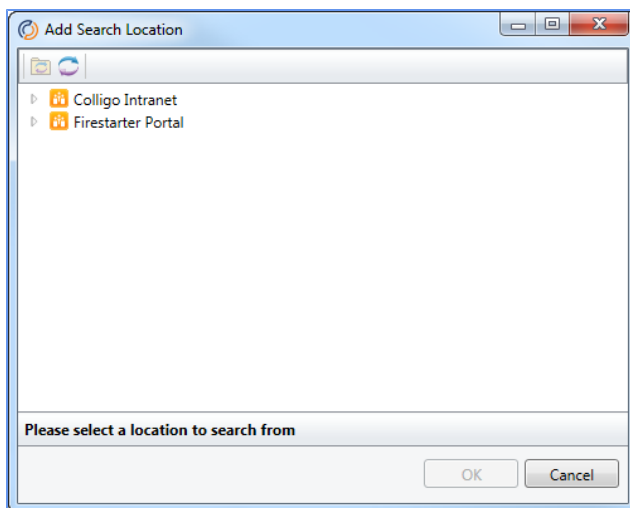 Add Search Location
Colligo Intranet
Firestarter Portal
Please select a location to search from
OK
Cancel